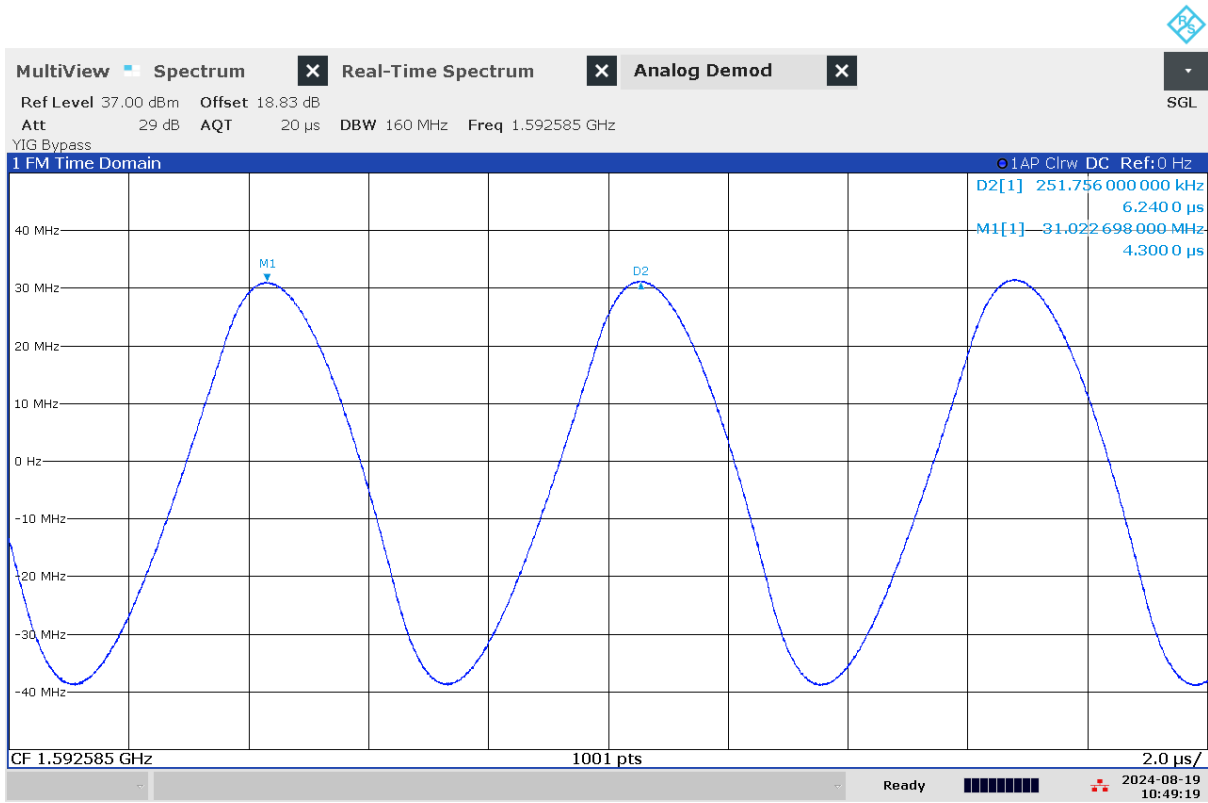 R&S
MultiView Spectrum Real-Time Spectrum Analog Demod
Ref Level 37.00 dBm Offset 18.83 dB SGL
Att 29 dB AQT 20 µs DBW 160 MHz Freq 1.592585 GHz
YIG Bypass
1 FM Time Domain 1AP Clrw DC Ref:0 Hz
D2[1] 251.756 000 000 kHz
6.240 0 µs
M1[1] 31.022 698 000 MHz
4.300 0 µs
40 MHz
M1
D2
30 MHz
20 MHz
10 MHz
0 Hz
-10 MHz
-20 MHz
-30 MHz
-40 MHz
CF 1.592585 GHz 1001 pts 2.0 µs/
Ready 2024-08-19
10:49:19